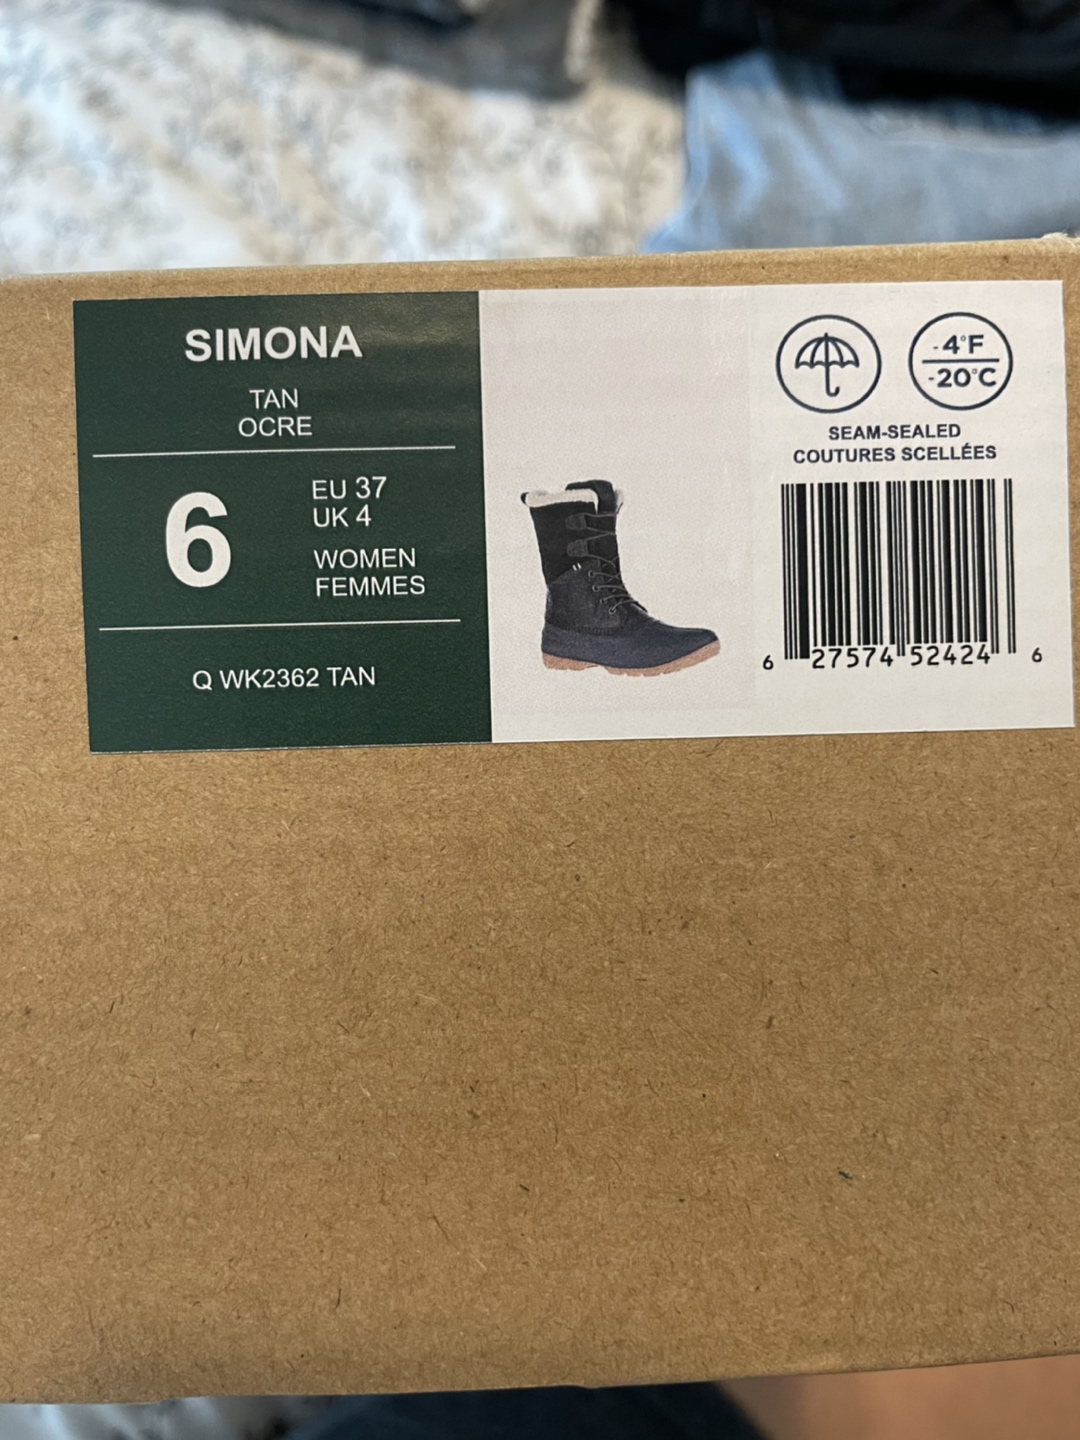 SIMONA
TAN
OCRE
6
EU 37
UK 4
WOMEN
FEMMES
Q WK2362 TAN
-4°F
-20°C
SEAM-SEALED
COUTURES SCELLÉES
6 27574 52424 6